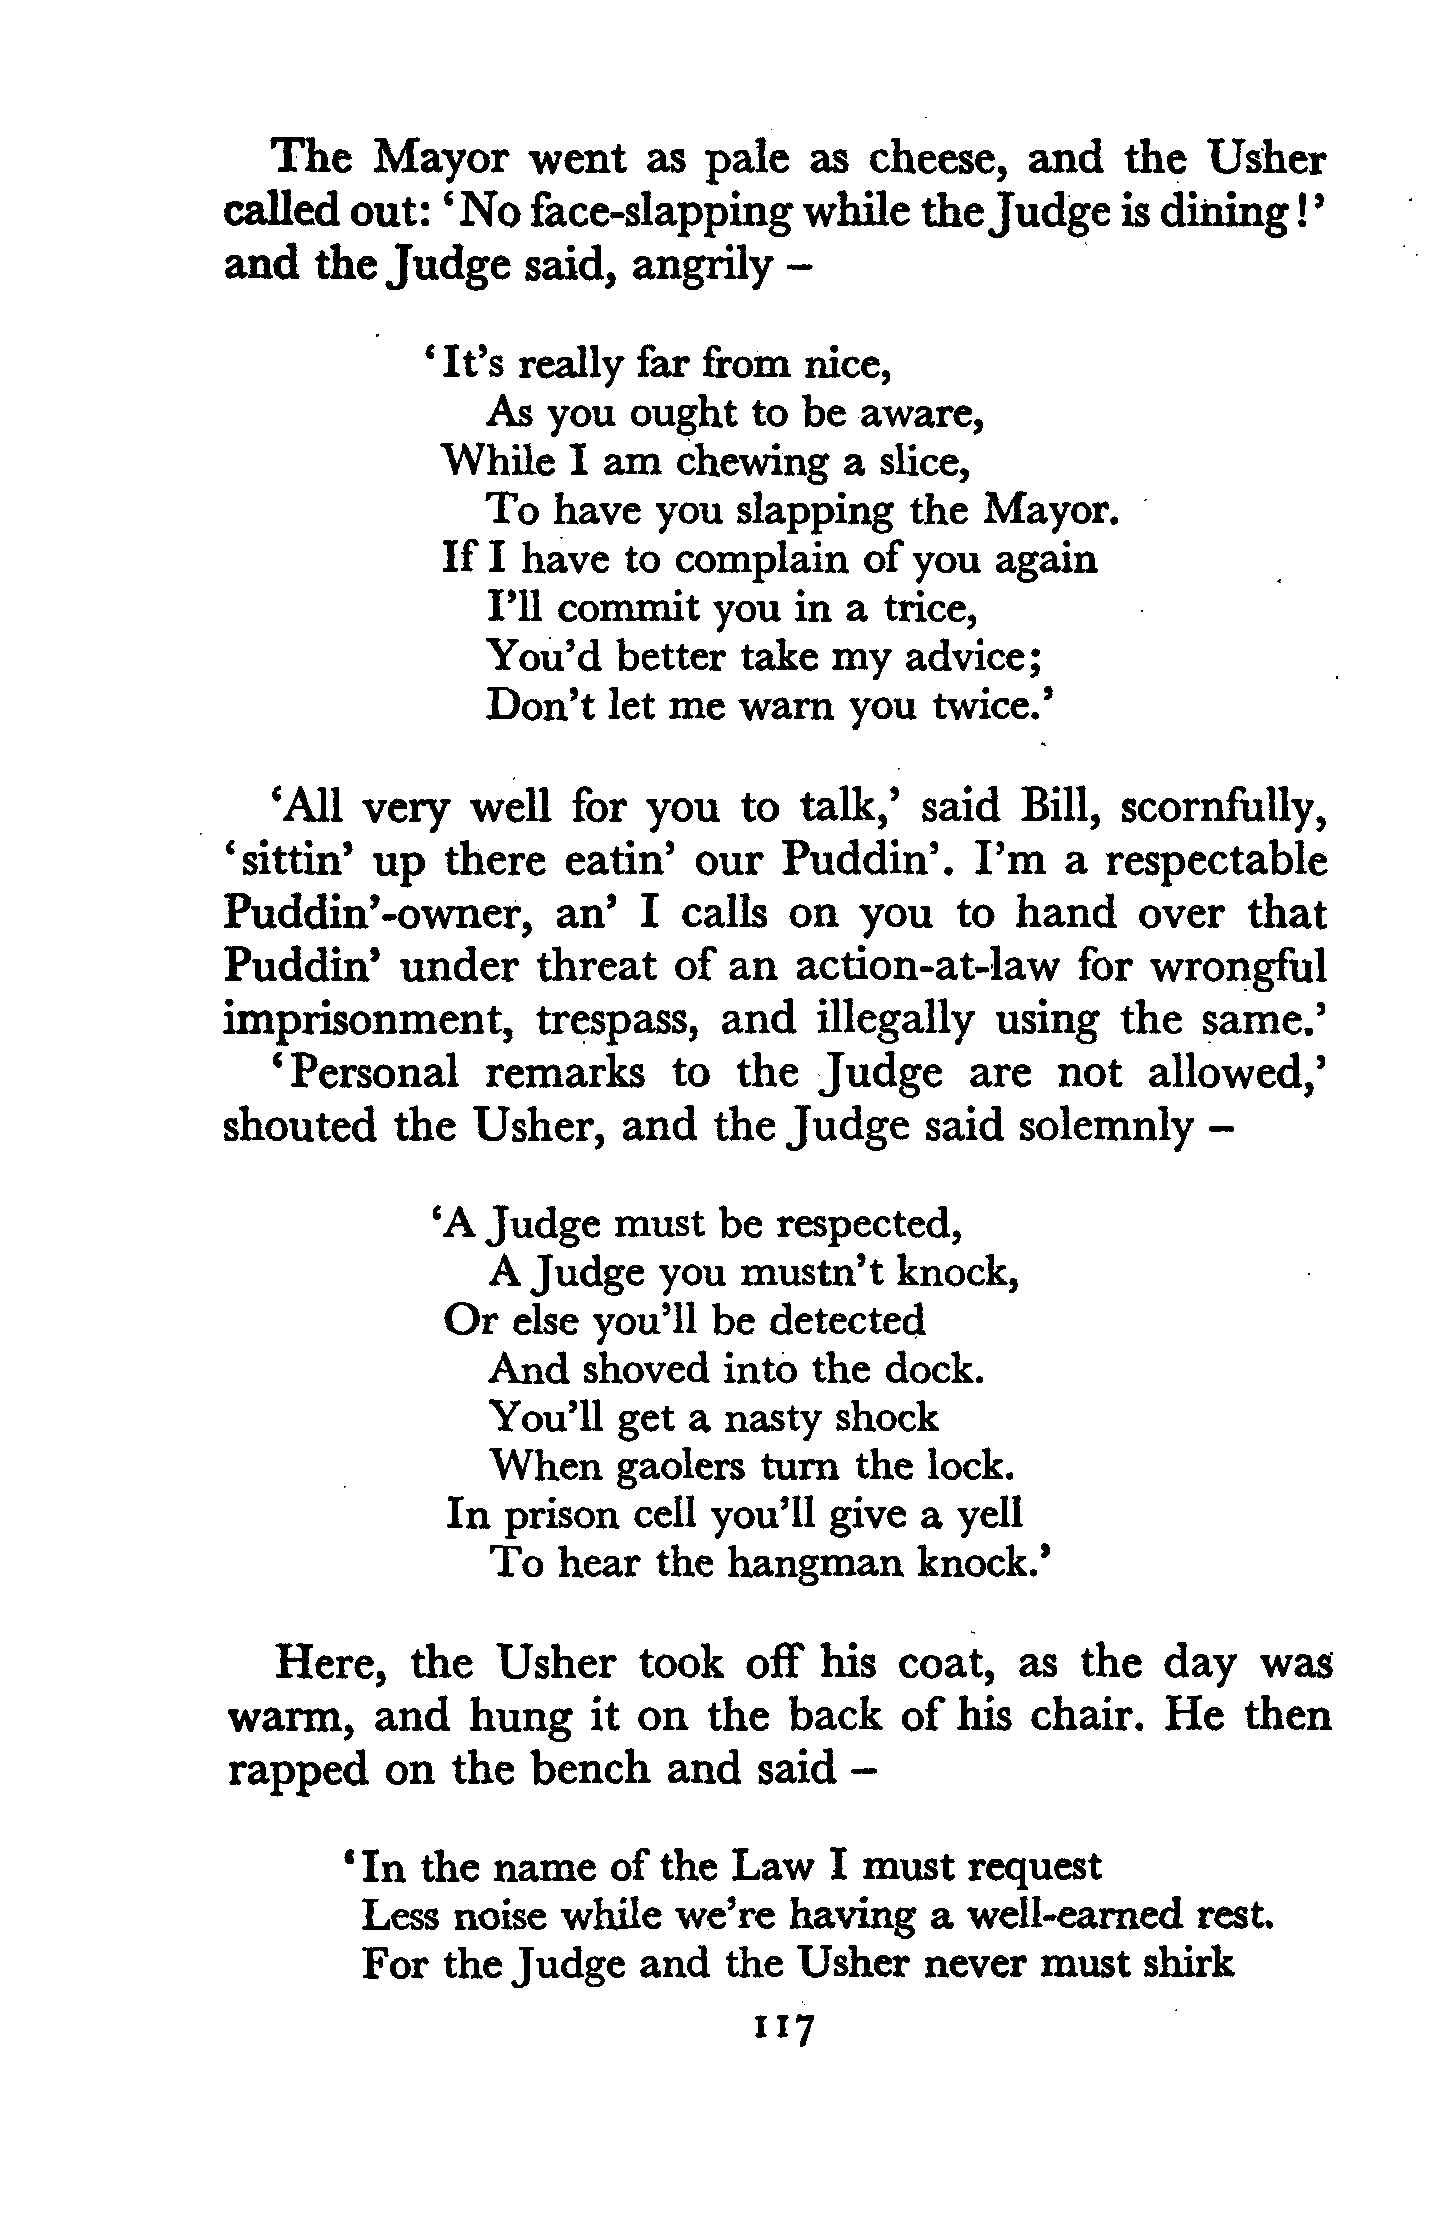 The Mayor went as pale as cheese, and the Usher
called out: ‘No face-slapping while the Judge is dining!’
and the Judge said, angrily –
‘It’s really far from nice,
As you ought to be aware,
While I am chewing a slice,
To have you slapping the Mayor.
If I have to complain of you again
I’ll commit you in a trice,
You’d better take my advice;
Don’t let me warn you twice.’
‘All very well for you to talk,’ said Bill, scornfully,
‘sittin’ up there eatin’ our Puddin’. I’m a respectable
Puddin’-owner, an’ I calls on you to hand over that
Puddin’ under threat of an action-at-law for wrongful
imprisonment, trespass, and illegally using the same.’
‘Personal remarks to the Judge are not allowed,’
shouted the Usher, and the Judge said solemnly –
‘A Judge must be respected,
A Judge you mustn’t knock,
Or else you’ll be detected
And shoved into the dock.
You’ll get a nasty shock
When gaolers turn the lock.
In prison cell you’ll give a yell
To hear the hangman knock.’
Here, the Usher took off his coat, as the day was
warm, and hung it on the back of his chair. He then
rapped on the bench and said –
‘In the name of the Law I must request
Less noise while we’re having a well-earned rest.
For the Judge and the Usher never must shirk
117